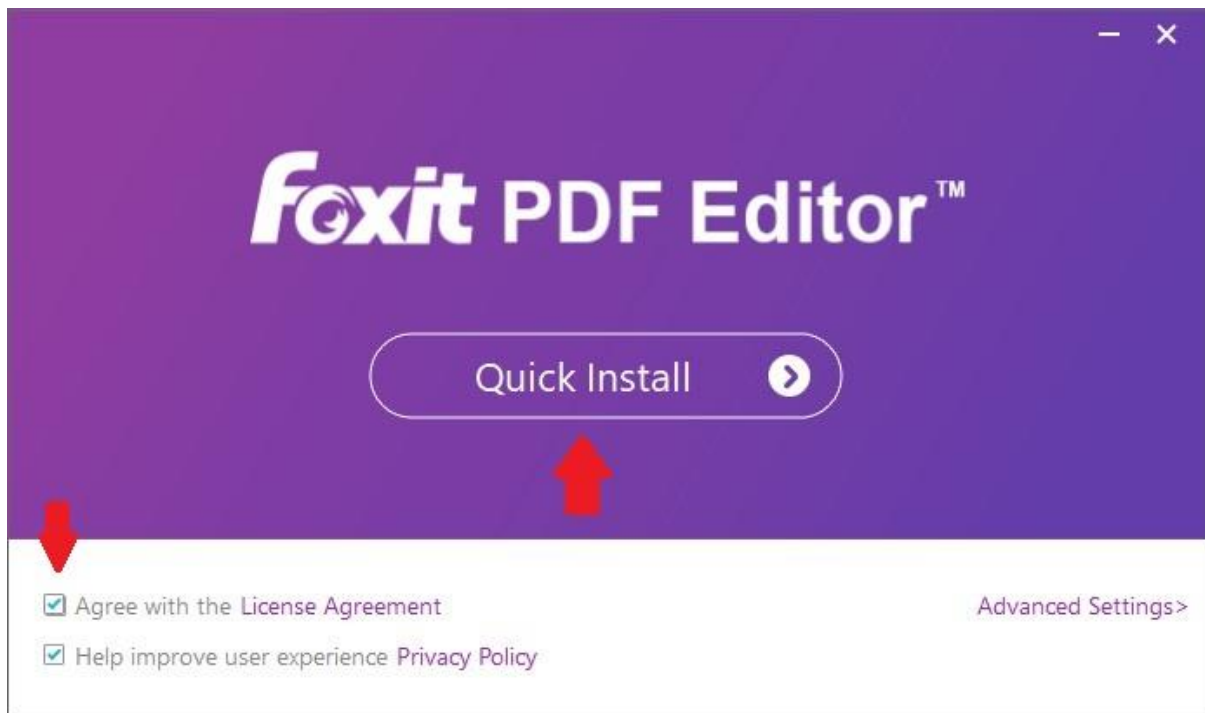 Foxit PDF Editor™
Quick Install
Agree with the License Agreement
Advanced Settings>
Help improve user experience Privacy Policy